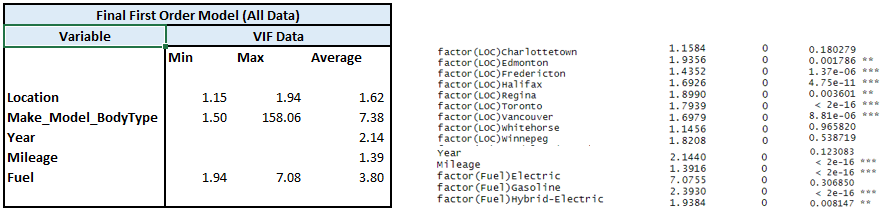 Final First Order Model (All Data)
Variable VIF Data
Min Max Average
Location 1.15 1.94 1.62
Make_Model_BodyType 1.50 158.06 7.38
Year 2.14
Mileage 1.39
Fuel 1.94 7.08 3.80
factor(LOC)Charlottetown 1.1584 0 0.180279
factor(LOC)Edmonton 1.9356 0 0.001786 **
factor(LOC)Fredericton 1.4352 0 1.37e-06 ***
factor(LOC)Halifax 1.6926 0 4.75e-11 ***
factor(LOC)Regina 1.8990 0 0.003601 **
factor(LOC)Toronto 1.7939 0 < 2e-16 ***
factor(LOC)Vancouver 1.6979 0 8.81e-06 ***
factor(LOC)Whitehorse 1.1456 0 0.965820
factor(LOC)Winnepeg 1.8208 0 0.538719
0.123083
Year 2.1440 0 < 2e-16 ***
Mileage 1.3916 0 < 2e-16 ***
factor(Fuel)Electric 7.0755 0 0.306850
factor(Fuel)Gasoline 2.3930 0 < 2e-16 ***
factor(Fuel)Hybrid-Electric 1.9384 0 0.008147 **